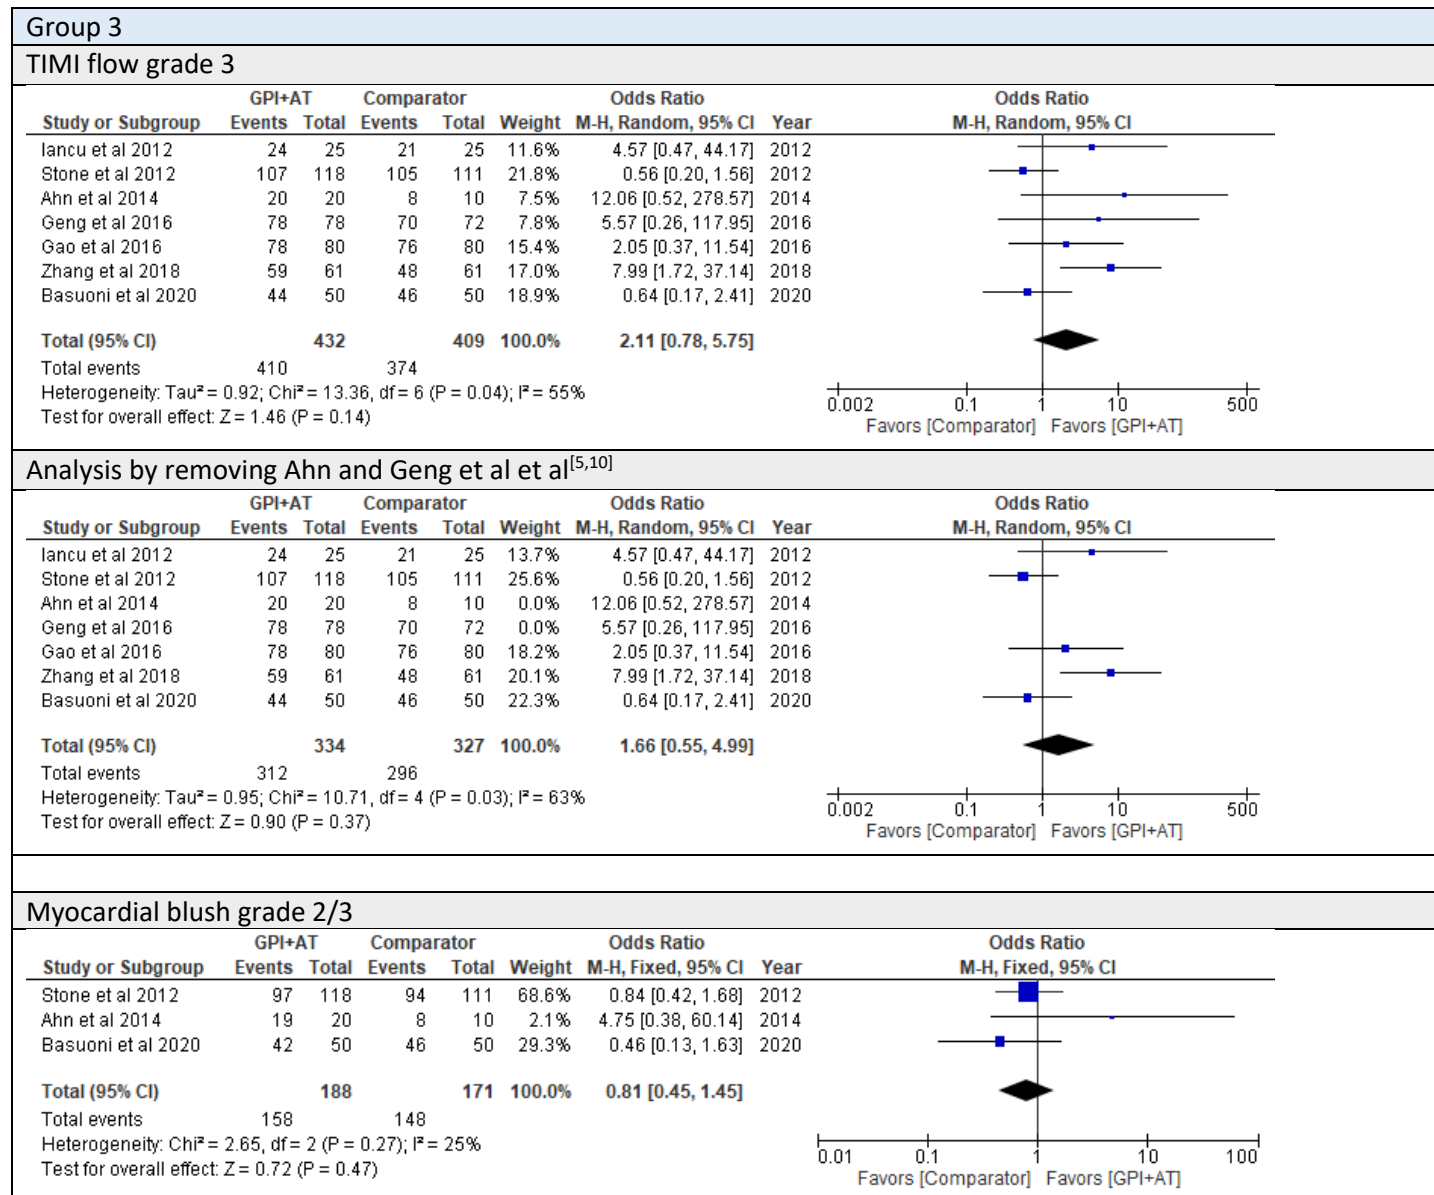 Group 3
TIMI flow grade 3
GPI+AT Comparator Odds Ratio Odds Ratio
Study or Subgroup Events Total Events Total Weight M-H, Random, 95% CI Year M-H, Random, 95% CI
Iancu et al 2012 24 25 21 25 11.6% 4.57 [0.47, 44.17] 2012
Stone et al 2012 107 118 105 111 21.8% 0.56 [0.20, 1.56] 2012
Ahn et al 2014 20 20 8 10 7.5% 12.06 [0.52, 278.57] 2014
Geng et al 2016 78 78 70 72 7.8% 5.57 [0.26, 117.95] 2016
Gao et al 2016 78 80 76 80 15.4% 2.05 [0.37, 11.54] 2016
Zhang et al 2018 59 61 48 61 17.0% 7.99 [1.72, 37.14] 2018
Basuoni et al 2020 44 50 46 50 18.9% 0.64 [0.17, 2.41] 2020
Total (95% CI) 432 409 100.0% 2.11 [0.78, 5.75]
Total events 410 374
Heterogeneity: Tau² = 0.92; Chi² = 13.36, df = 6 (P = 0.04); I² = 55%
Test for overall effect: Z = 1.46 (P = 0.14)
0.002 0.1 1 10 500
Favors [Comparator] Favors [GPI+AT]
Analysis by removing Ahn and Geng et al et al[5,10]
GPI+AT Comparator Odds Ratio Odds Ratio
Study or Subgroup Events Total Events Total Weight M-H, Random, 95% CI Year M-H, Random, 95% CI
Iancu et al 2012 24 25 21 25 13.7% 4.57 [0.47, 44.17] 2012
Stone et al 2012 107 118 105 111 25.6% 0.56 [0.20, 1.56] 2012
Ahn et al 2014 20 20 8 10 0.0% 12.06 [0.52, 278.57] 2014
Geng et al 2016 78 78 70 72 0.0% 5.57 [0.26, 117.95] 2016
Gao et al 2016 78 80 76 80 18.2% 2.05 [0.37, 11.54] 2016
Zhang et al 2018 59 61 48 61 20.1% 7.99 [1.72, 37.14] 2018
Basuoni et al 2020 44 50 46 50 22.3% 0.64 [0.17, 2.41] 2020
Total (95% CI) 334 327 100.0% 1.66 [0.55, 4.99]
Total events 312 296
Heterogeneity: Tau² = 0.95; Chi² = 10.71, df = 4 (P = 0.03); I² = 63%
Test for overall effect: Z = 0.90 (P = 0.37)
0.002 0.1 1 10 500
Favors [Comparator] Favors [GPI+AT]
Myocardial blush grade 2/3
GPI+AT Comparator Odds Ratio Odds Ratio
Study or Subgroup Events Total Events Total Weight M-H, Fixed, 95% CI Year M-H, Fixed, 95% CI
Stone et al 2012 97 118 94 111 68.6% 0.84 [0.42, 1.68] 2012
Ahn et al 2014 19 20 8 10 2.1% 4.75 [0.38, 60.14] 2014
Basuoni et al 2020 42 50 46 50 29.3% 0.46 [0.13, 1.63] 2020
Total (95% CI) 188 171 100.0% 0.81 [0.45, 1.45]
Total events 158 148
Heterogeneity: Chi² = 2.65, df = 2 (P = 0.27); I² = 25%
Test for overall effect: Z = 0.72 (P = 0.47)
0.01 0.1 1 10 100
Favors [Comparator] Favors [GPI+AT]